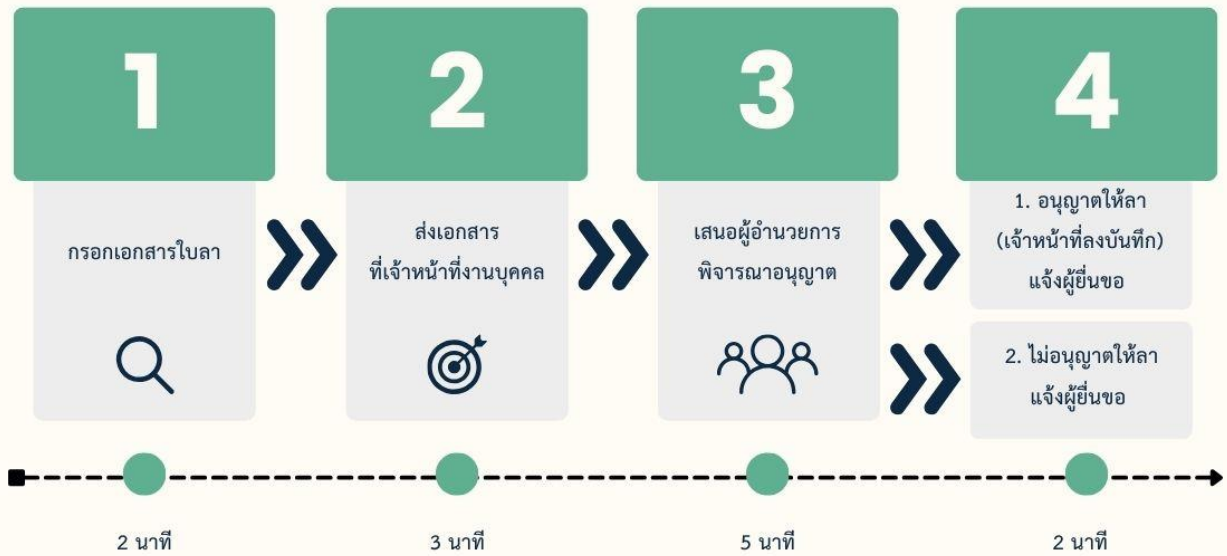 1
กรอกเอกสารใบลา
2
ส่งเอกสาร
ที่เจ้าหน้าที่งานบุคคล
3
เสนอผู้อำนวยการ
พิจารณาอนุญาต
4
1. อนุญาตให้ลา
(เจ้าหน้าที่ลงบันทึก)
แจ้งผู้ยื่นขอ
2. ไม่อนุญาตให้ลา
แจ้งผู้ยื่นขอ
2 นาที
3 นาที
5 นาที
2 นาที